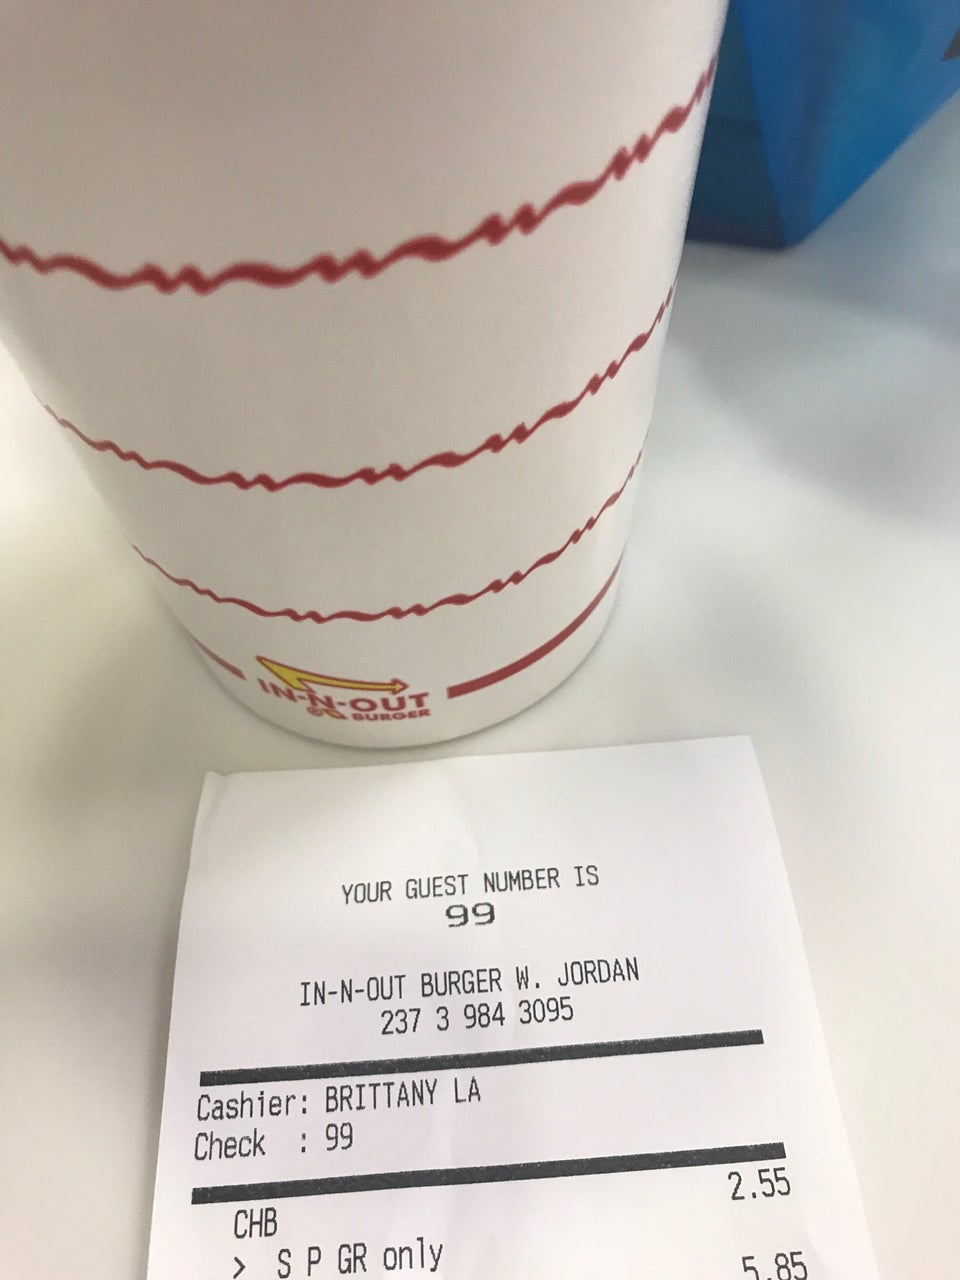 IN-N-OUT
BURGER
YOUR GUEST NUMBER IS
99
IN-N-OUT BURGER W. JORDAN
237 3 984 3095
Cashier: BRITTANY LA
Check : 99
CHB 2.55
> S P GR only
5.85